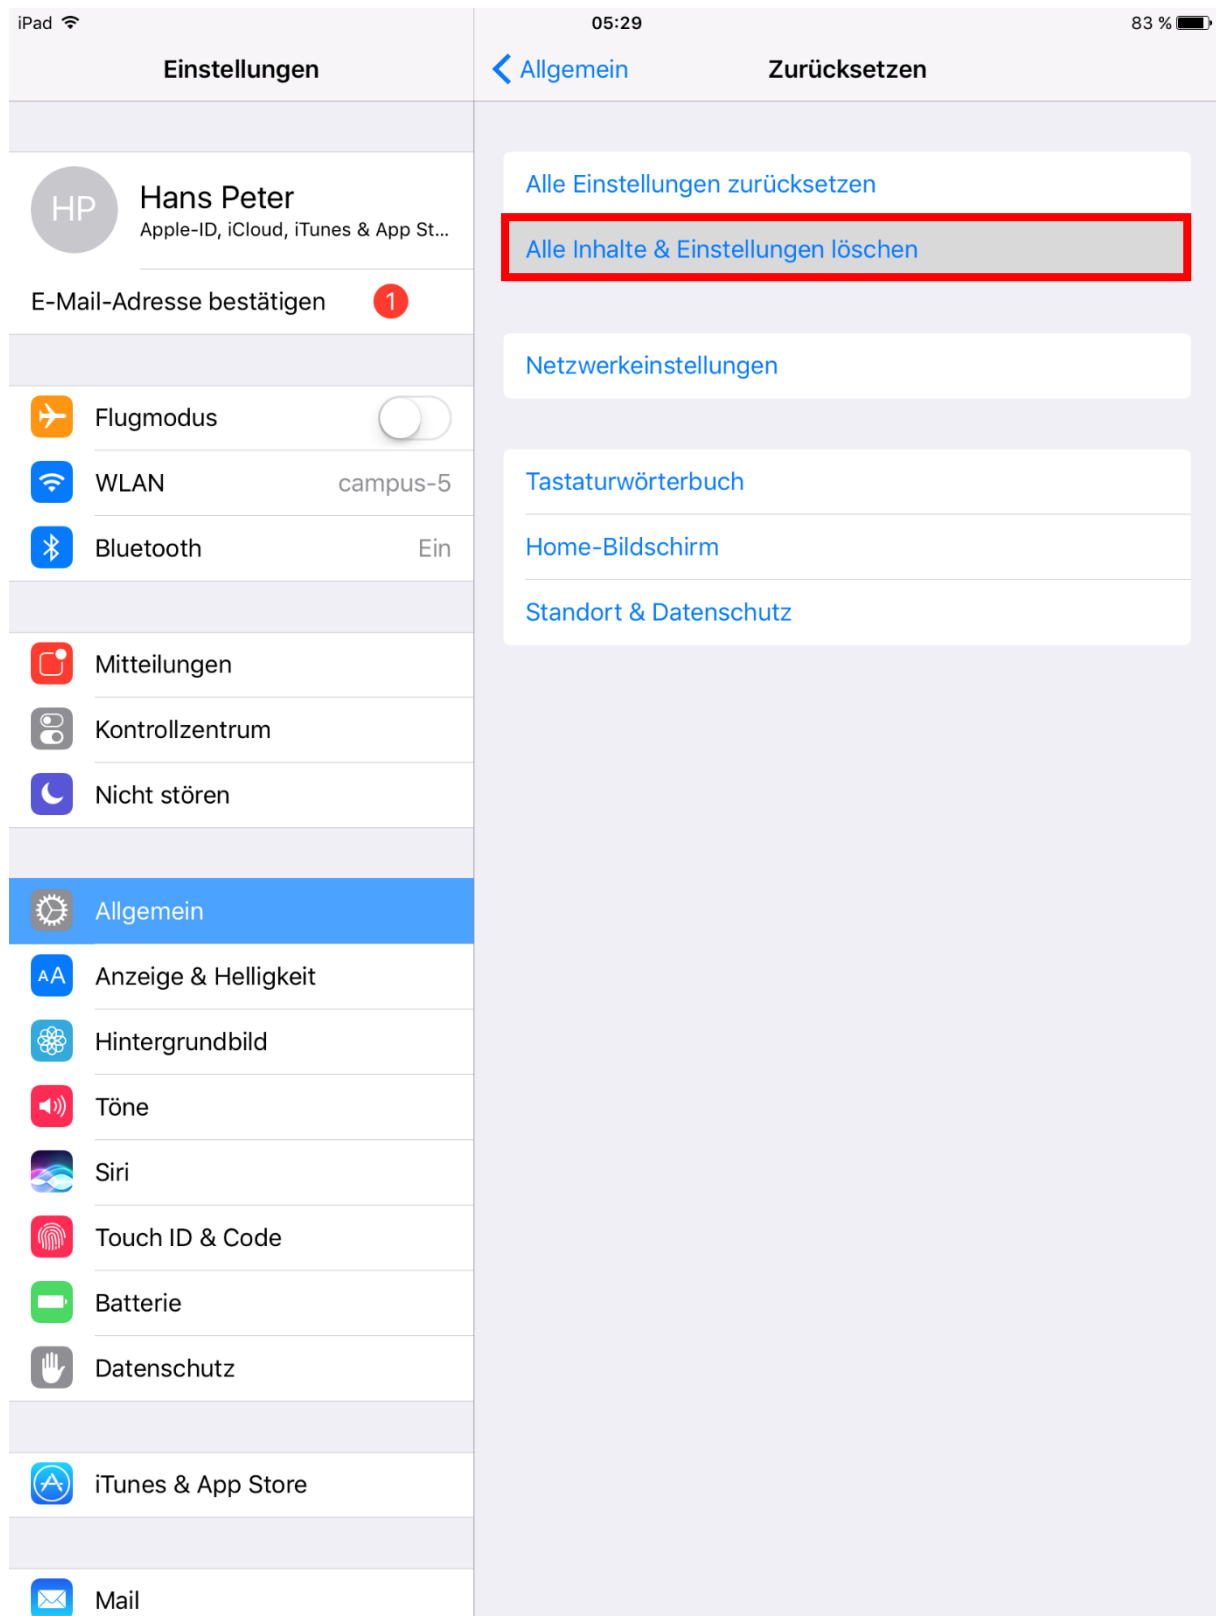 iPad
05:29
83 %
Einstellungen
Allgemein
Zurücksetzen
HP
Hans Peter
Apple-ID, iCloud, iTunes & App St...
E-Mail-Adresse bestätigen
1
Flugmodus
WLAN
campus-5
Bluetooth
Ein
Mitteilungen
Kontrollzentrum
Nicht stören
Allgemein
AA
Anzeige & Helligkeit
Hintergrundbild
Töne
Siri
Touch ID & Code
Batterie
Datenschutz
iTunes & App Store
Mail
Alle Einstellungen zurücksetzen
Alle Inhalte & Einstellungen löschen
Netzwerkeinstellungen
Tastaturwörterbuch
Home-Bildschirm
Standort & Datenschutz